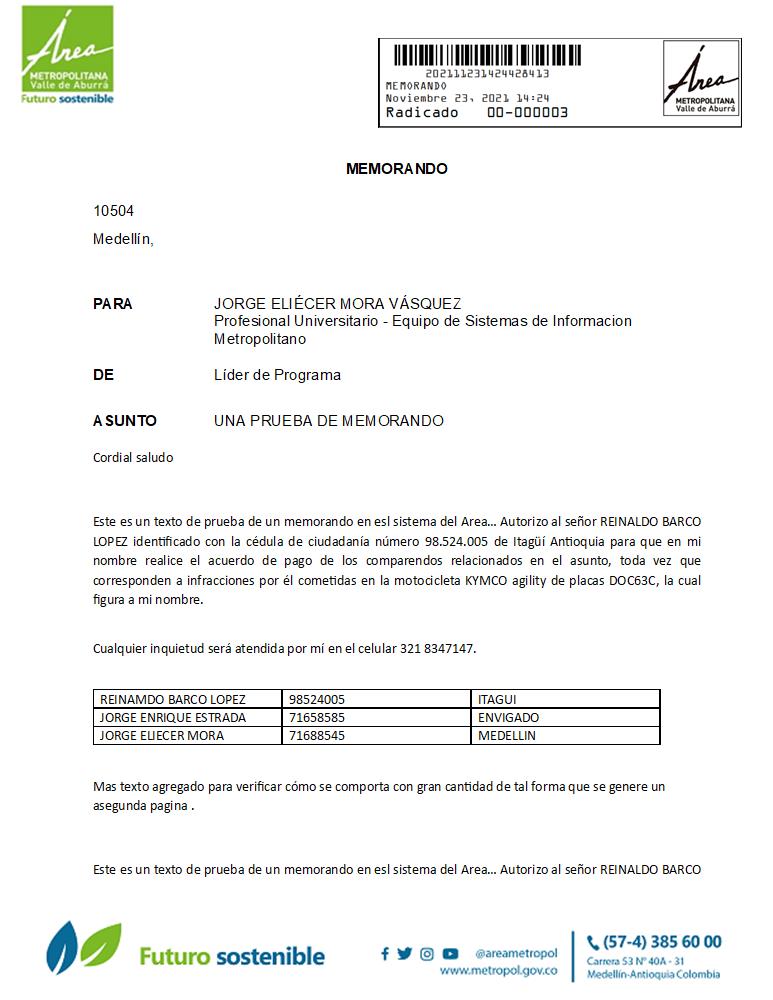 Área
METROPOLITANA
Valle de Aburrá
Futuro sostenible
202111231424428413
MEMORANDO
Noviembre 23, 2021 14:24
Radicado 00-000003
Área
METROPOLITANA
Valle de Aburrá
MEMORANDO
10504
Medellín,
PARA JORGE ELIÉCER MORA VÁSQUEZ
Profesional Universitario - Equipo de Sistemas de Informacion
Metropolitano
DE Líder de Programa
ASUNTO UNA PRUEBA DE MEMORANDO
Cordial saludo
Este es un texto de prueba de un memorando en esl sistema del Area... Autorizo al señor REINALDO BARCO
LOPEZ identificado con la cédula de ciudadanía número 98.524.005 de Itagüí Antioquia para que en mi
nombre realice el acuerdo de pago de los comparendos relacionados en el asunto, toda vez que
corresponden a infracciones por él cometidas en la motocicleta KYMCO agility de placas DOC63C, la cual
figura a mi nombre.
Cualquier inquietud será atendida por mí en el celular 321 8347147.
REINAMDO BARCO LOPEZ 98524005 ITAGUI
JORGE ENRIQUE ESTRADA 71658585 ENVIGADO
JORGE ELIECER MORA 71688545 MEDELLIN
Mas texto agregado para verificar cómo se comporta con gran cantidad de tal forma que se genere un
asegunda pagina .
Este es un texto de prueba de un memorando en esl sistema del Area... Autorizo al señor REINALDO BARCO
Futuro sostenible
@areametropol
www.metropol.gov.co
(57-4) 385 60 00
Carrera 53 N° 40A - 31
Medellín-Antioquia Colombia